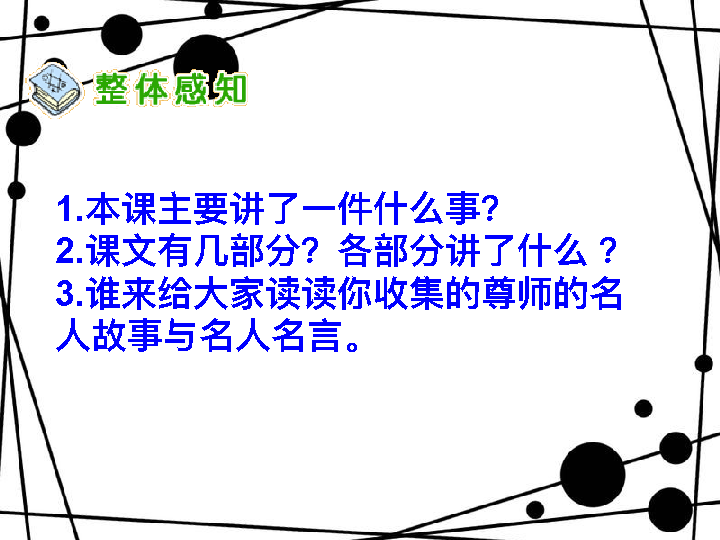 整体感知
1.本课主要讲了一件什么事?
2.课文有几部分？各部分讲了什么？
3.谁来给大家读读你收集的尊师的名
人故事与名人名言。